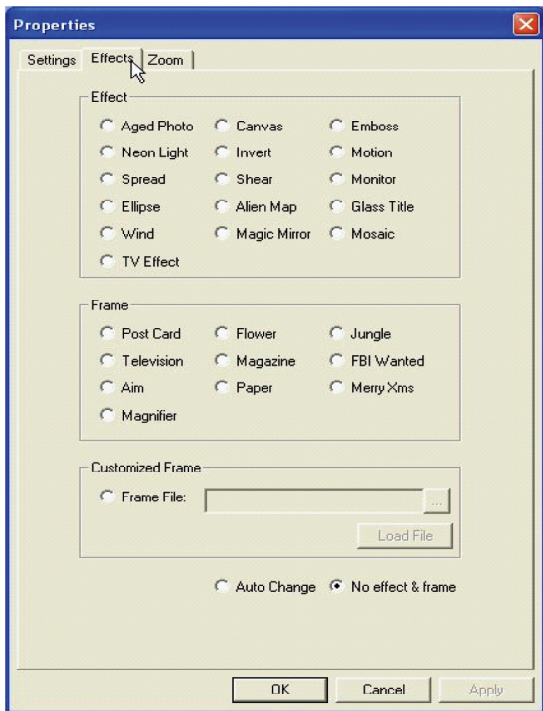 Properties
Settings Effects Zoom
Effect
Aged Photo Canvas Emboss
Neon Light Invert Motion
Spread Shear Monitor
Ellipse Alien Map Glass Title
Wind Magic Mirror Mosaic
TV Effect
Frame
Post Card Flower Jungle
Television Magazine FBI Wanted
Aim Paper Merry Xms
Magnifier
Customized Frame
Frame File: ...
Load File
Auto Change No effect & frame
OK Cancel Apply